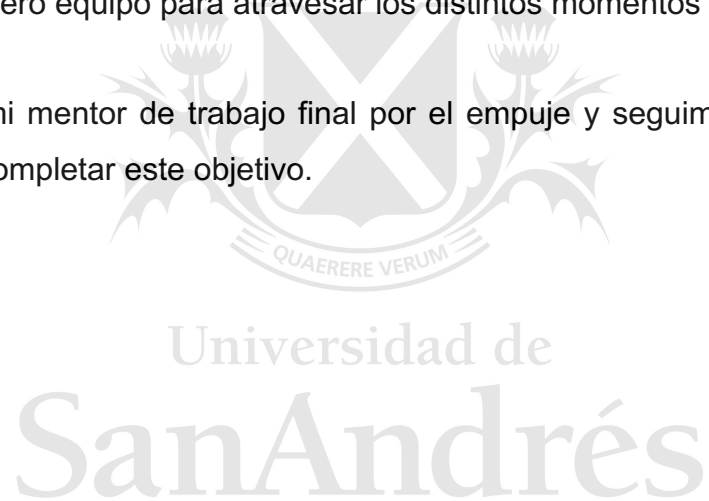 ero equipo para atravesar los distintos momentos
mi mentor de trabajo final por el empuje y seguim
ompletar este objetivo.
QUAERERE VERUM
Universidad de
SanAndrés